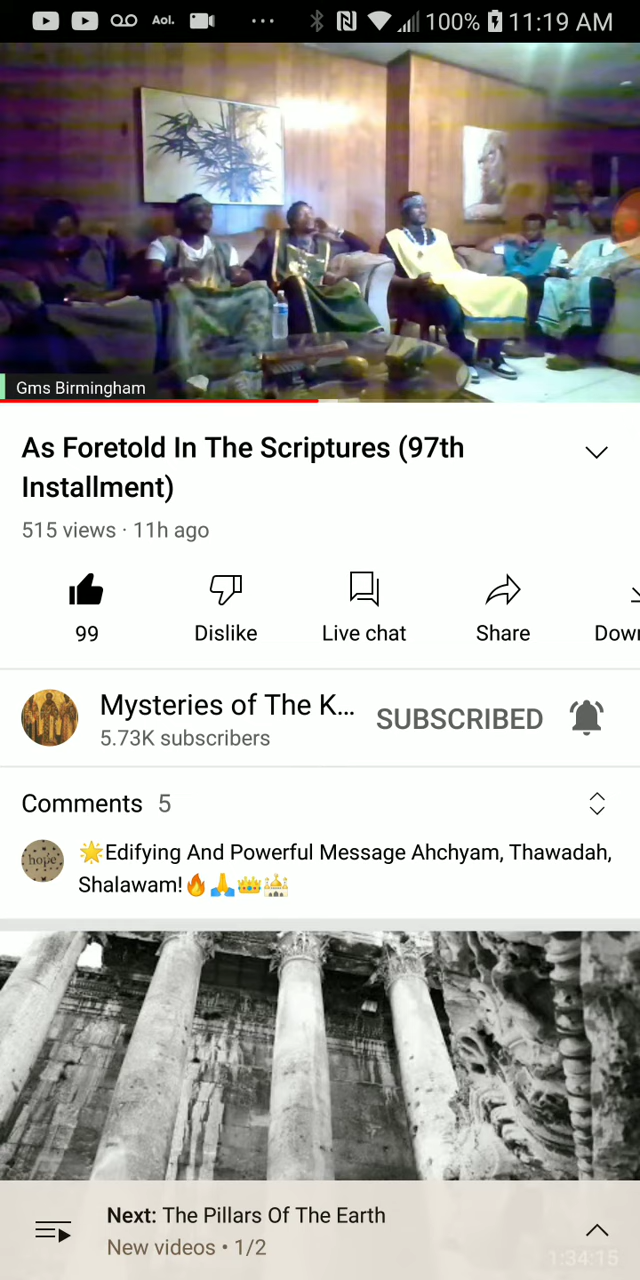 Aol.
100%
11:19 AM
Gms Birmingham
As Foretold In The Scriptures (97th
Installment)
515 views · 11h ago
99
Dislike
Live chat
Share
Dow
Mysteries of The K...
SUBSCRIBED
5.73K subscribers
Comments 5
hope
🌟Edifying And Powerful Message Ahchyam, Thawadah,
Shalawam!🔥🙏👑🕌
Next: The Pillars Of The Earth
New videos • 1/2
1:34:15